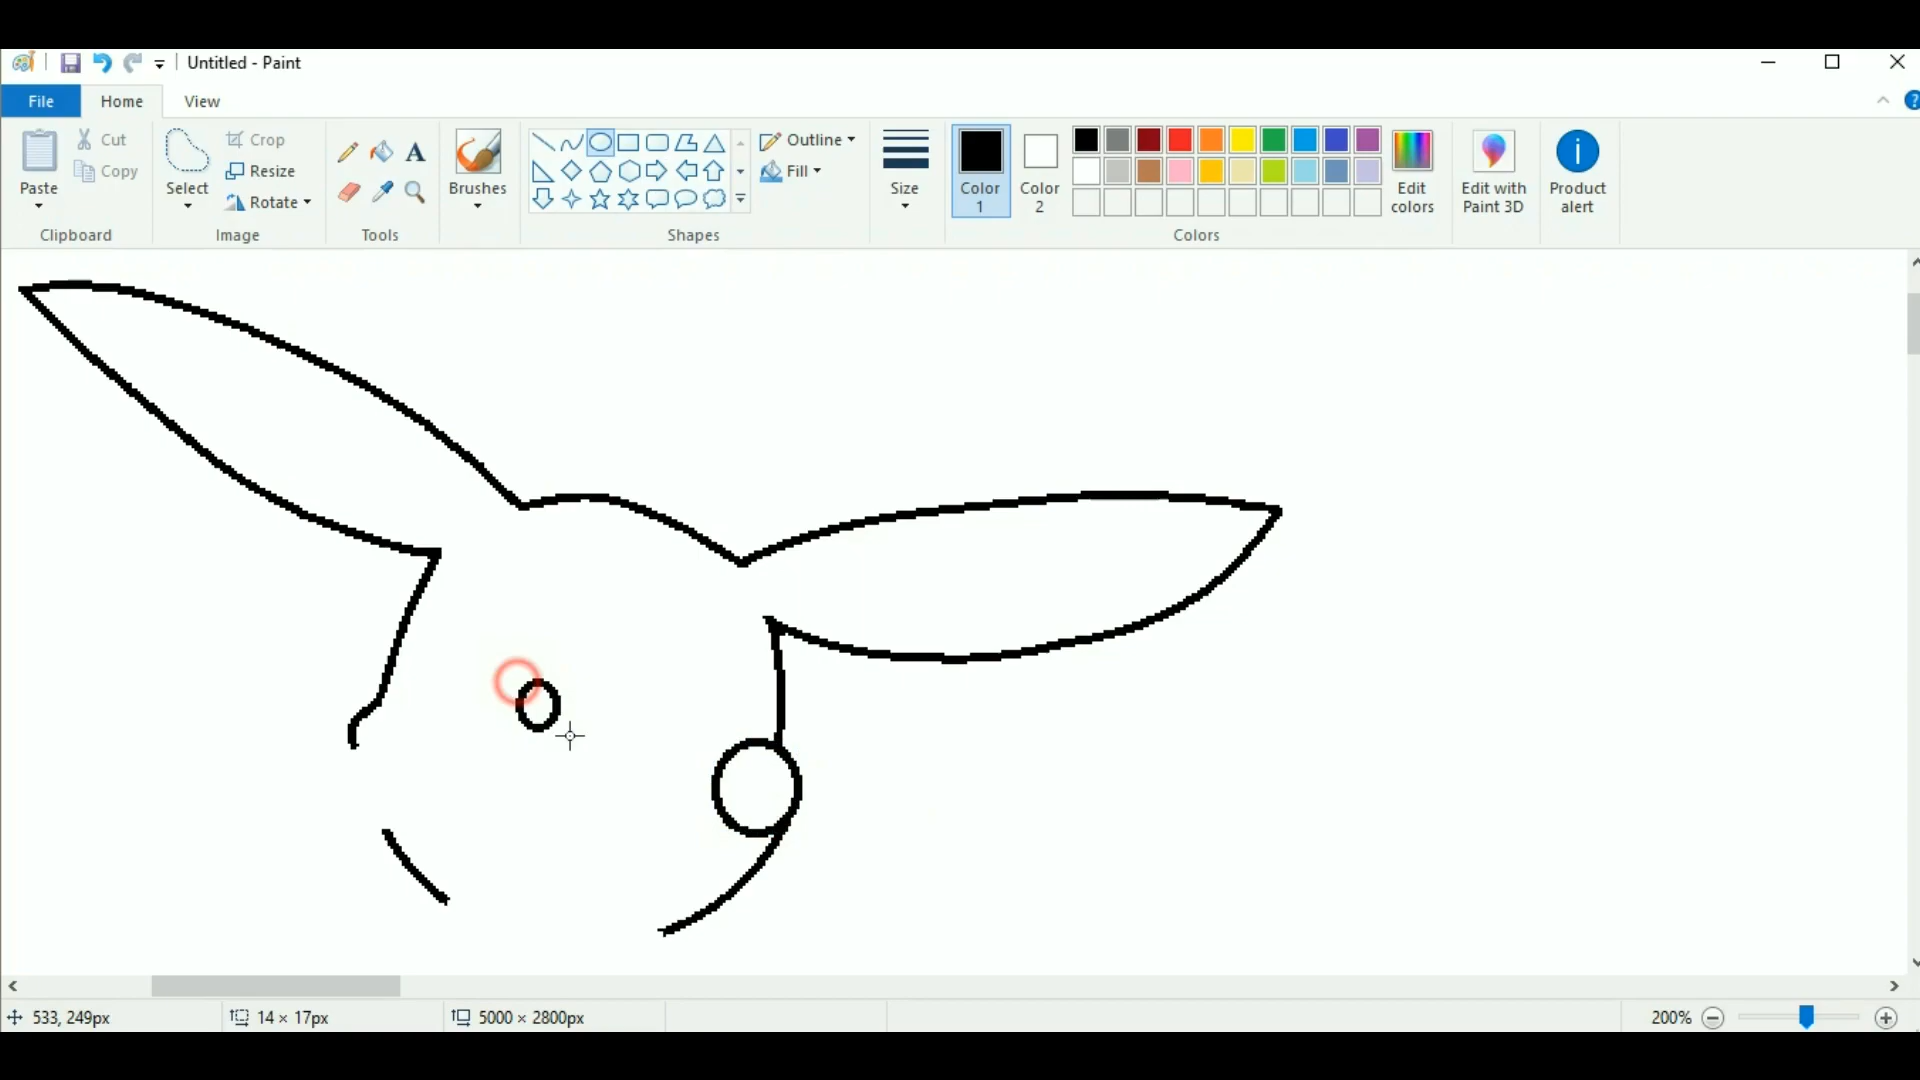 Untitled - Paint
File Home View
Paste
Cut
Copy
Clipboard
Select
Crop
Resize
Rotate
Image
A
Tools
Brushes
Outline
Fill
Shapes
Size
Color 1
Color 2
Edit colors
Colors
Edit with Paint 3D
Product alert
533, 249px 14 × 17px 5000 × 2800px 200%